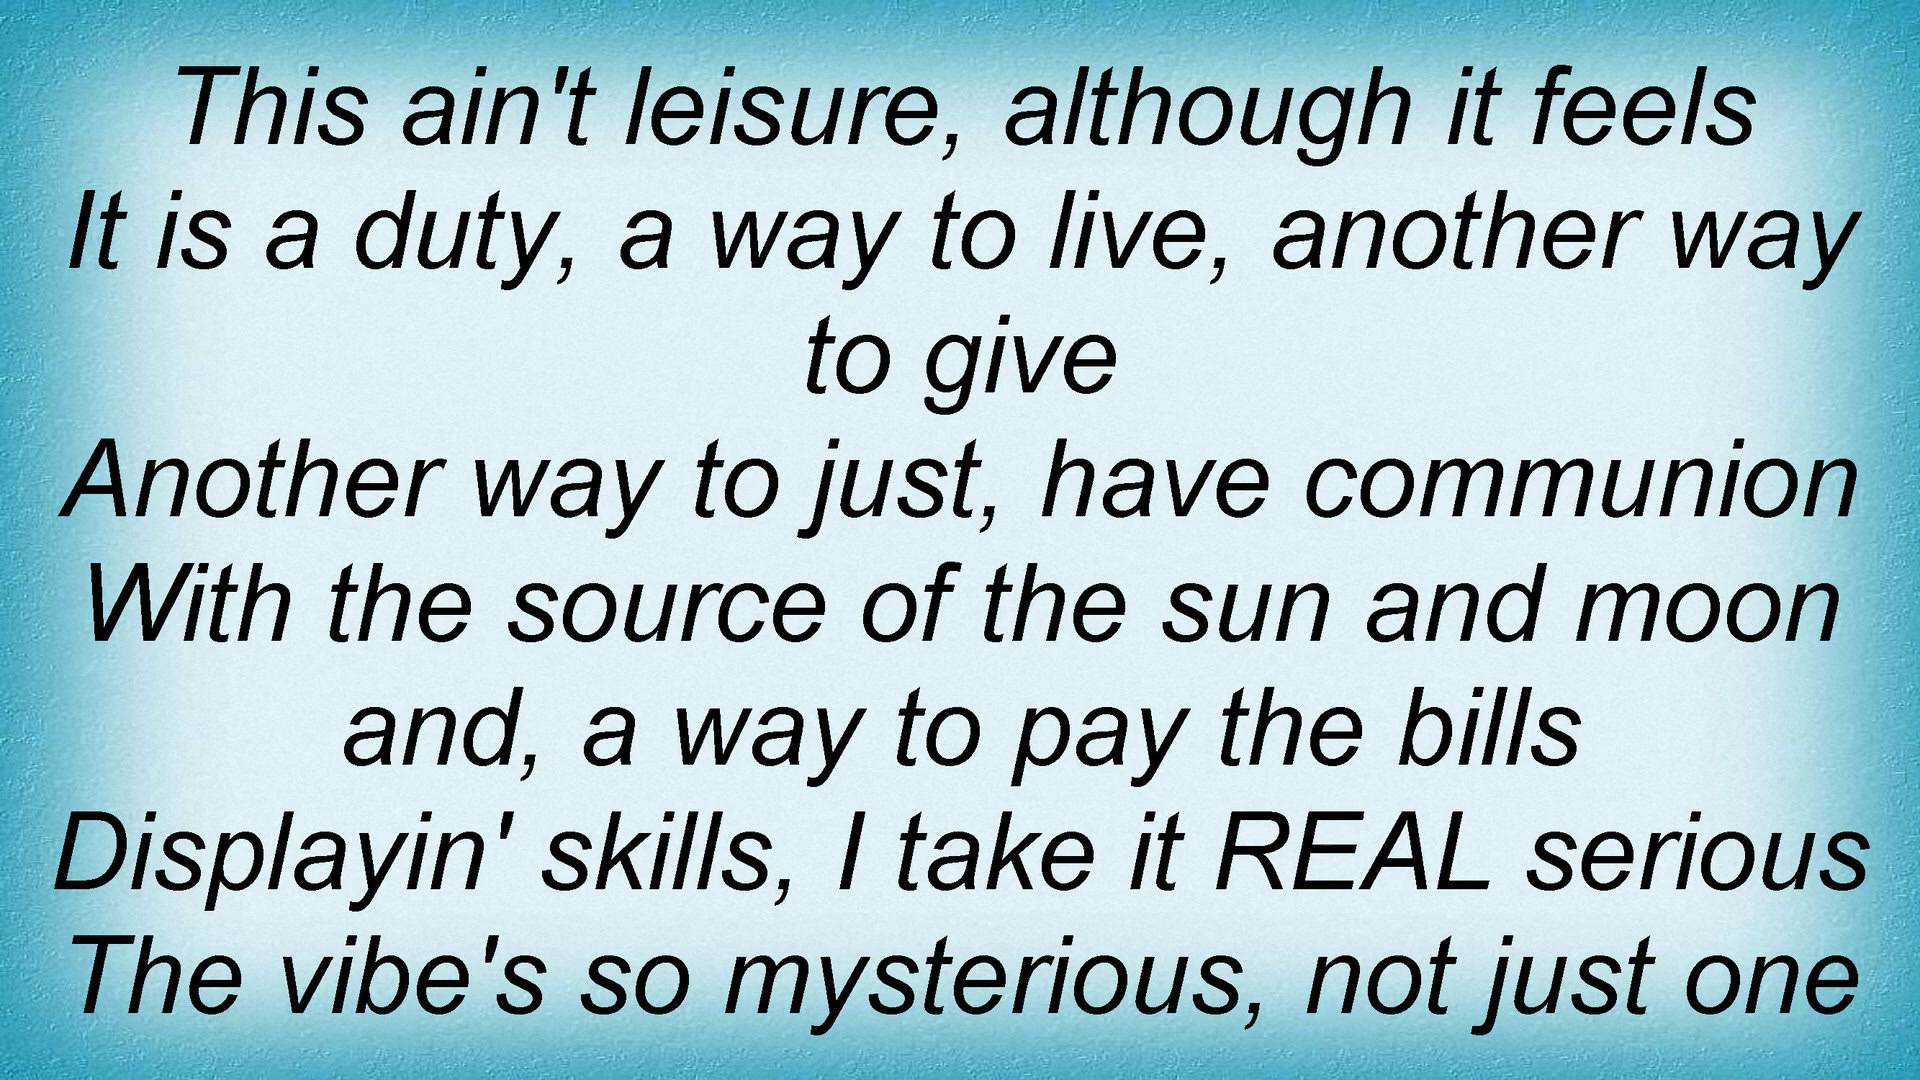 This ain't leisure, although it feels
It is a duty, a way to live, another way
to give
Another way to just, have communion
With the source of the sun and moon
and, a way to pay the bills
Displayin' skills, I take it REAL serious
The vibe's so mysterious, not just one